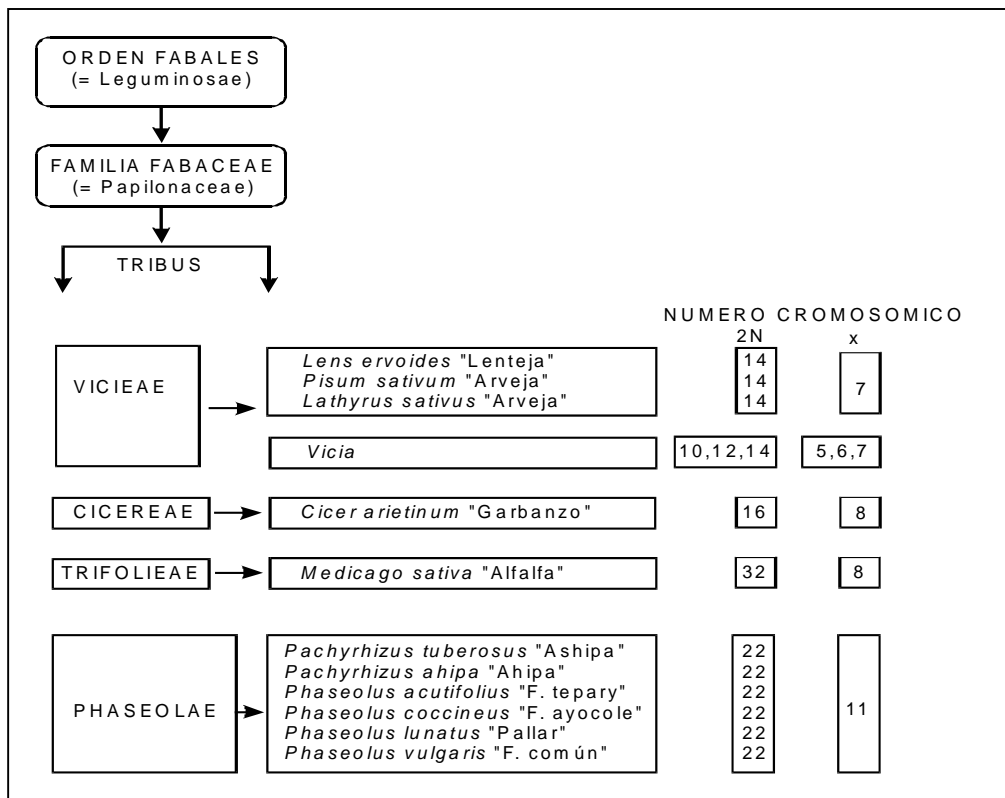 ORDEN FABALES
(= Leguminosae)
FAMILIA FABACEAE
(= Papilonaceae)
TRIBUS
NUMERO CROMOSOMICO
2N x
VICIEAE
Lens ervoides "Lenteja" 14
Pisum sativum "Arveja" 14 7
Lathyrus sativus "Arveja" 14
Vicia 10,12,14 5,6,7
CICEREAE Cicer arietinum "Garbanzo" 16 8
TRIFOLIEAE Medicago sativa "Alfalfa" 32 8
PHASEOLAE
Pachyrhizus tuberosus "Ashipa" 22
Pachyrhizus ahipa "Ahipa" 22
Phaseolus acutifolius "F. tepary" 22
Phaseolus coccineus "F. ayocole" 22 11
Phaseolus lunatus "Pallar" 22
Phaseolus vulgaris "F. común" 22